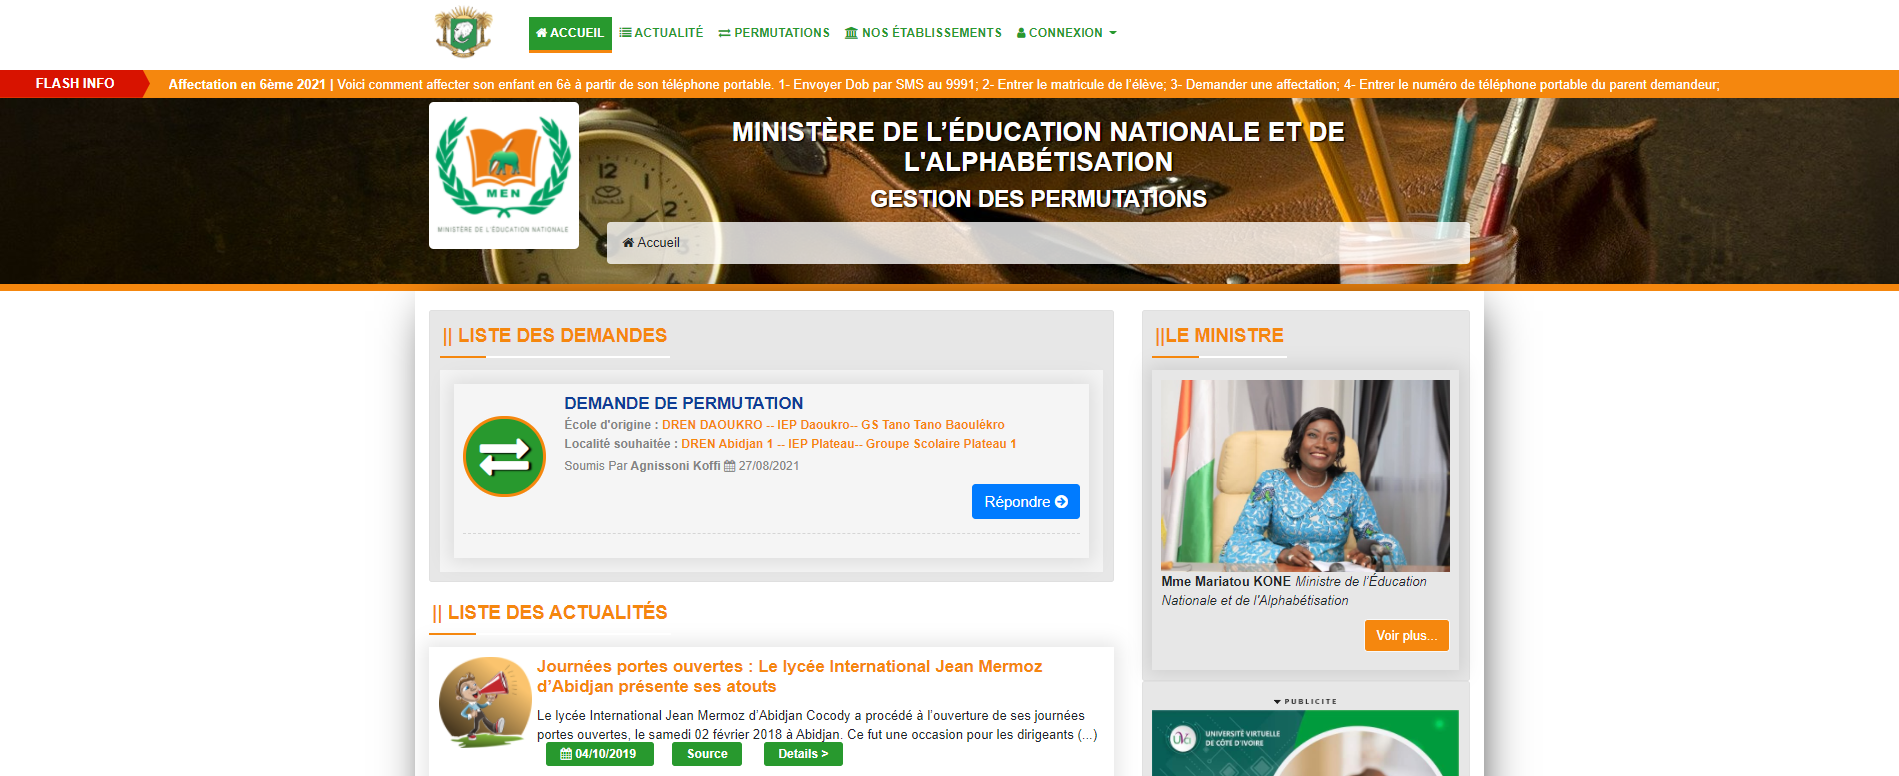 ACCUEIL
ACTUALITÉ
PERMUTATIONS
NOS ÉTABLISSEMENTS
CONNEXION
FLASH INFO
Affectation en 6ème 2021 | Voici comment affecter son enfant en 6è à partir de son téléphone portable. 1- Envoyer Dob par SMS au 9991; 2- Entrer le matricule de l'élève; 3- Demander une affectation; 4- Entrer le numéro de téléphone portable du parent demandeur;
MEN
MINISTÈRE DE L'ÉDUCATION NATIONALE
MINISTÈRE DE L’ÉDUCATION NATIONALE ET DE
L'ALPHABÉTISATION
GESTION DES PERMUTATIONS
Accueil
|| LISTE DES DEMANDES
DEMANDE DE PERMUTATION
École d'origine : DREN DAOUKRO -- IEP Daoukro-- GS Tano Tano Baoulékro
Localité souhaitée : DREN Abidjan 1 -- IEP Plateau-- Groupe Scolaire Plateau 1
Soumis Par Agnissoni Koffi 27/08/2021
Répondre
|| LISTE DES ACTUALITÉS
Journées portes ouvertes : Le lycée International Jean Mermoz
d’Abidjan présente ses atouts
Le lycée International Jean Mermoz d’Abidjan Cocody a procédé à l’ouverture de ses journées
portes ouvertes, le samedi 02 février 2018 à Abidjan. Ce fut une occasion pour les dirigeants (...)
04/10/2019
Source
Details >
||LE MINISTRE
Mme Mariatou KONE Ministre de l’Éducation
Nationale et de l'Alphabétisation
Voir plus...
PUBLICITE
UNIVERSITÉ VIRTUELLE
DE CÔTE D'IVOIRE